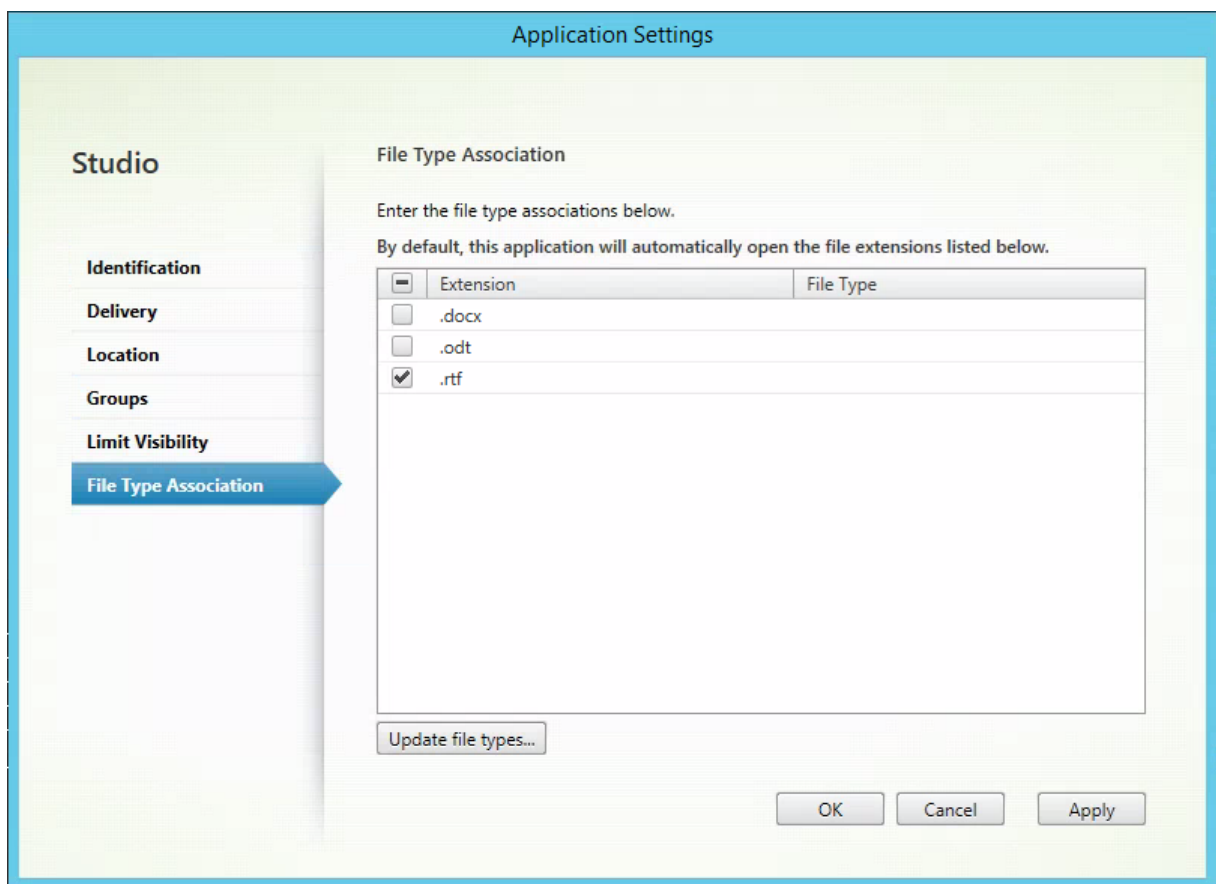 Application Settings
Studio
Identification
Delivery
Location
Groups
Limit Visibility
File Type Association
File Type Association
Enter the file type associations below.
By default, this application will automatically open the file extensions listed below.
Extension File Type
.docx
.odt
.rtf
Update file types...
OK Cancel Apply